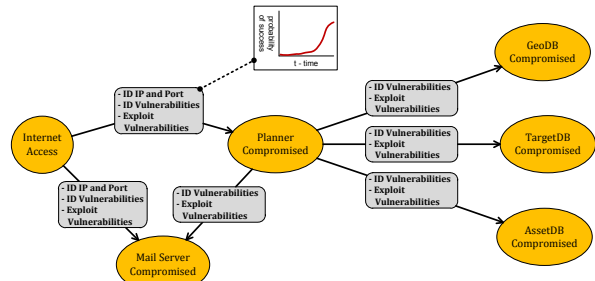 probability
of success
t - time
GeoDB
Compromised
- ID IP and Port
- ID Vulnerabilities
- Exploit
Vulnerabilities
- ID Vulnerabilities
- Exploit
Vulnerabilities
Internet
Access
Planner
Compromised
- ID Vulnerabilities
- Exploit
Vulnerabilities
TargetDB
Compromised
- ID IP and Port
- ID Vulnerabilities
- Exploit
Vulnerabilities
- ID Vulnerabilities
- Exploit
Vulnerabilities
- ID Vulnerabilities
- Exploit
Vulnerabilities
AssetDB
Compromised
Mail Server
Compromised